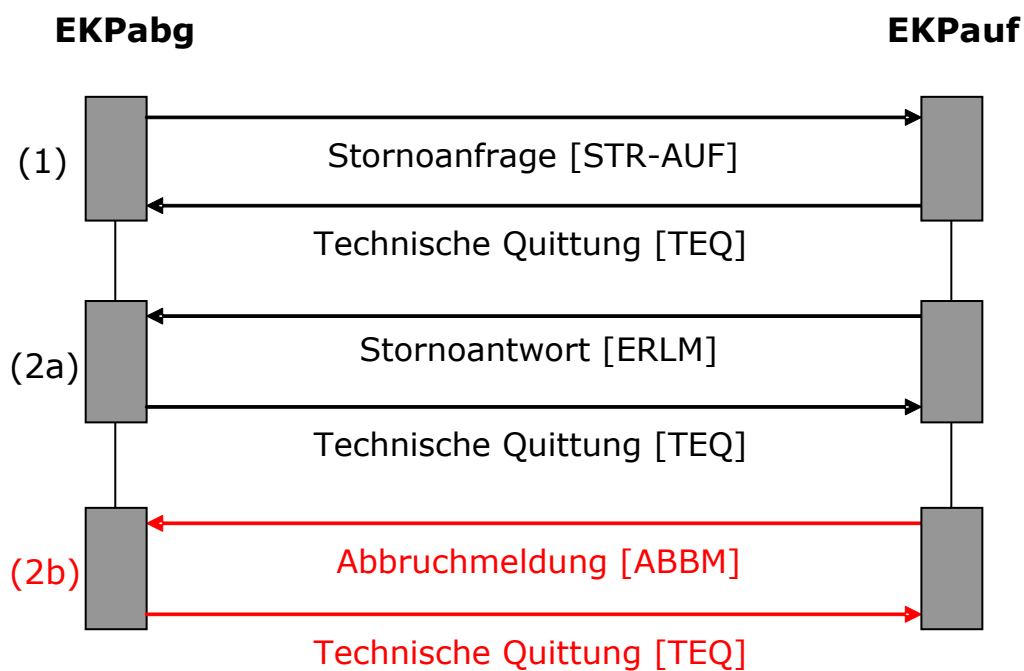 EKPabg
EKPauf
(1)
Stornoanfrage [STR-AUF]
Technische Quittung [TEQ]
(2a)
Stornoantwort [ERLM]
Technische Quittung [TEQ]
(2b)
Abbruchmeldung [ABBM]
Technische Quittung [TEQ]